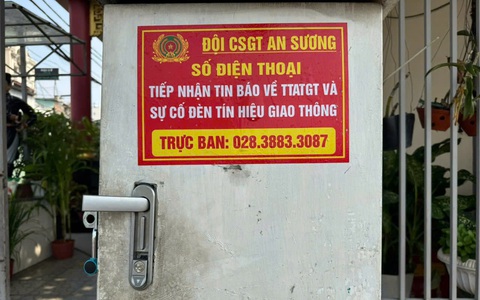 ĐỘI CSGT AN SƯƠNG
SỐ ĐIỆN THOẠI
TIẾP NHẬN TIN BÁO VỀ TTATGT VÀ
SỰ CỐ ĐÈN TÍN HIỆU GIAO THÔNG
TRỰC BAN: 028.3883.3087